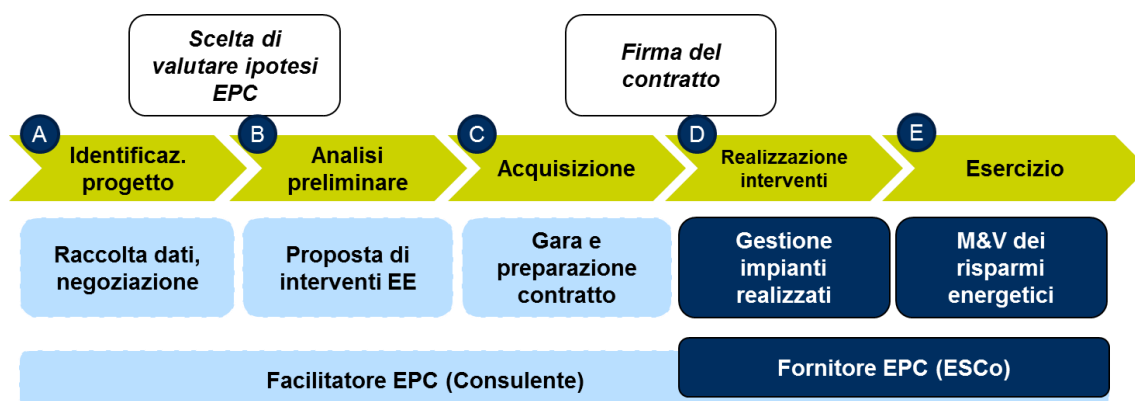 Scelta di
valutare ipotesi
EPC
Firma del
contratto
A
Identificaz.
progetto
B
Analisi
preliminare
C
Acquisizione
D
Realizzazione
interventi
E
Esercizio
Raccolta dati,
negoziazione
Proposta di
interventi EE
Gara e
preparazione
contratto
Gestione
impianti
realizzati
M&V dei
risparmi
energetici
Facilitatore EPC (Consulente)
Fornitore EPC (ESCo)